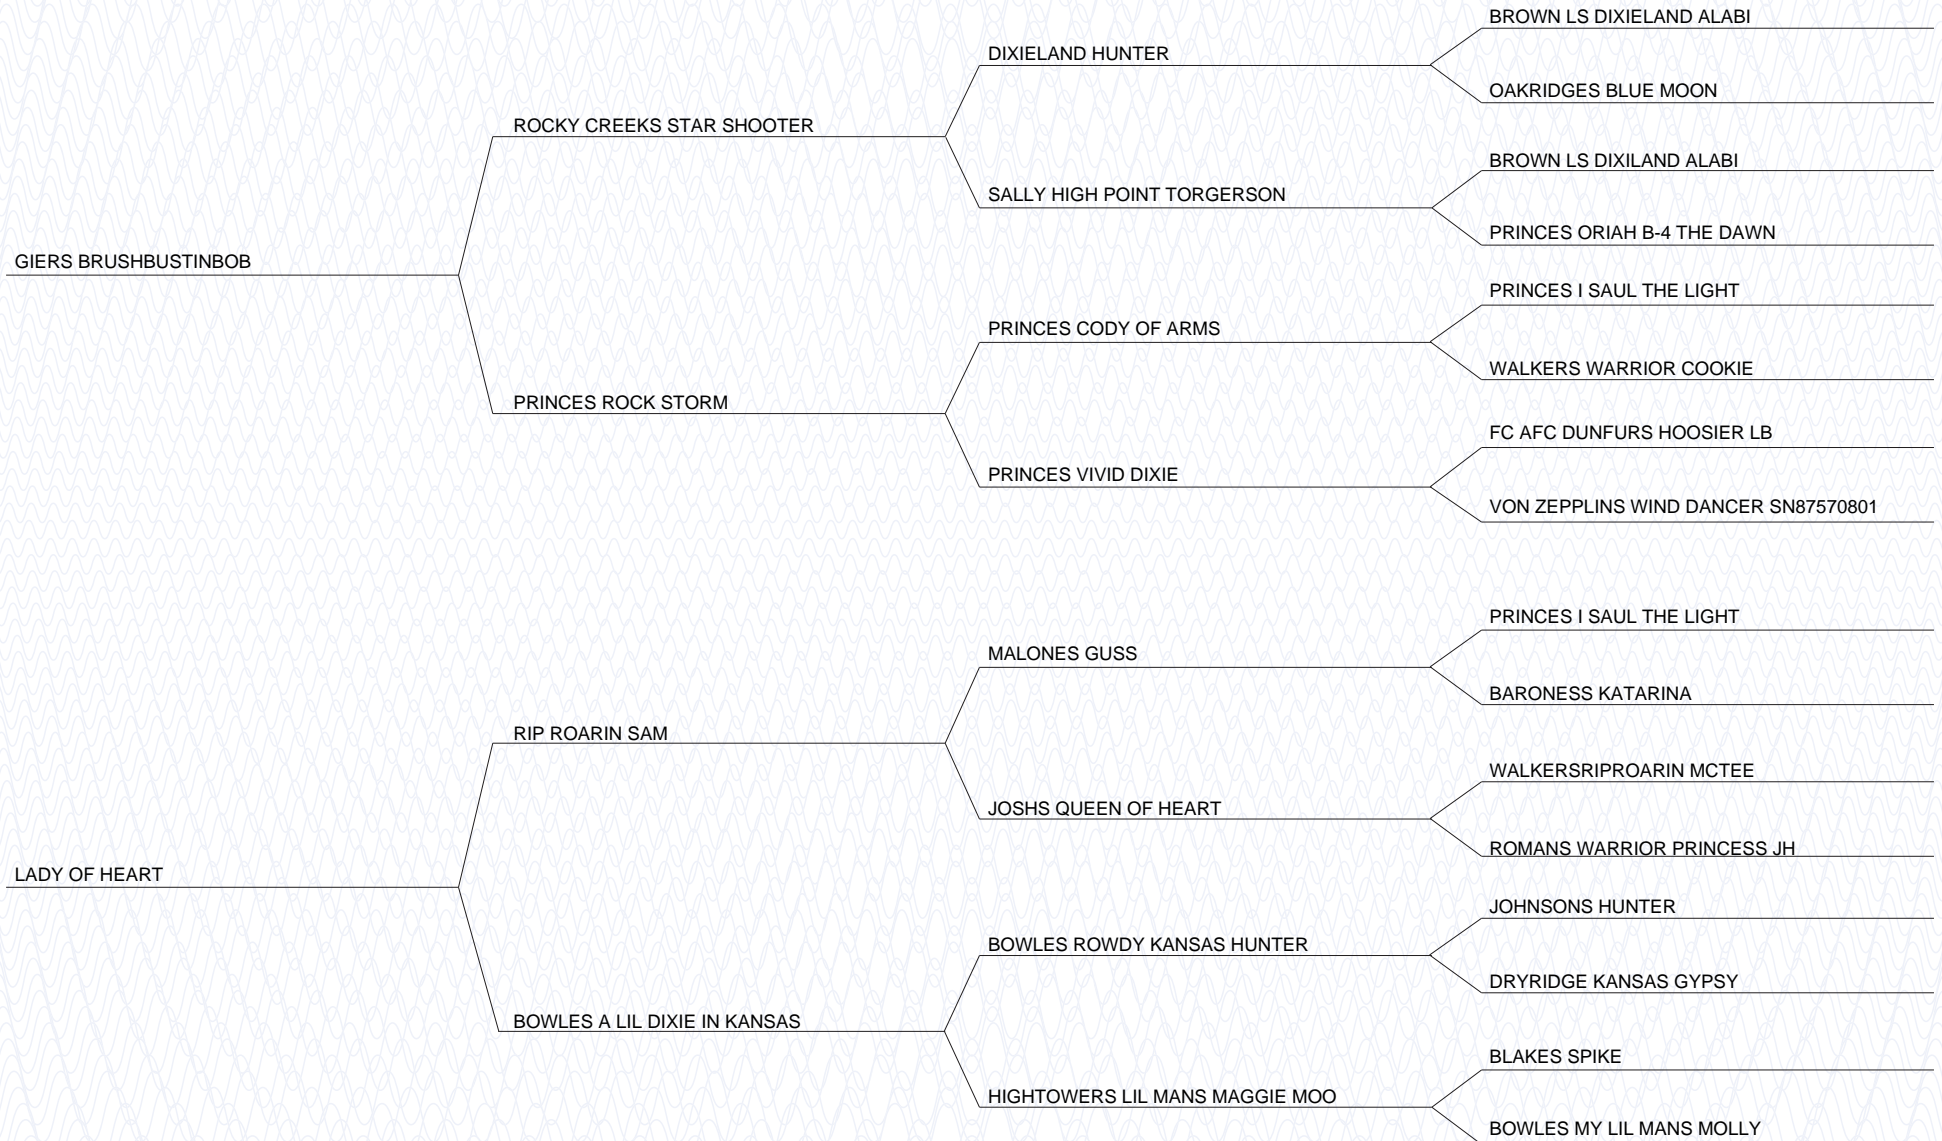 BROWN LS DIXIELAND ALABI
DIXIELAND HUNTER
OAKRIDGES BLUE MOON
ROCKY CREEKS STAR SHOOTER
BROWN LS DIXILAND ALABI
SALLY HIGH POINT TORGERSON
PRINCES ORIAH B-4 THE DAWN
GIERS BRUSHBUSTINBOB
PRINCES I SAUL THE LIGHT
PRINCES CODY OF ARMS
WALKERS WARRIOR COOKIE
PRINCES ROCK STORM
FC AFC DUNFURS HOOSIER LB
PRINCES VIVID DIXIE
VON ZEPPLINS WIND DANCER SN87570801
PRINCES I SAUL THE LIGHT
MALONES GUSS
BARONESS KATARINA
RIP ROARIN SAM
WALKERSRIPROARIN MCTEE
JOSHS QUEEN OF HEART
ROMANS WARRIOR PRINCESS JH
LADY OF HEART
JOHNSONS HUNTER
BOWLES ROWDY KANSAS HUNTER
DRYRIDGE KANSAS GYPSY
BOWLES A LIL DIXIE IN KANSAS
BLAKES SPIKE
HIGHTOWERS LIL MANS MAGGIE MOO
BOWLES MY LIL MANS MOLLY